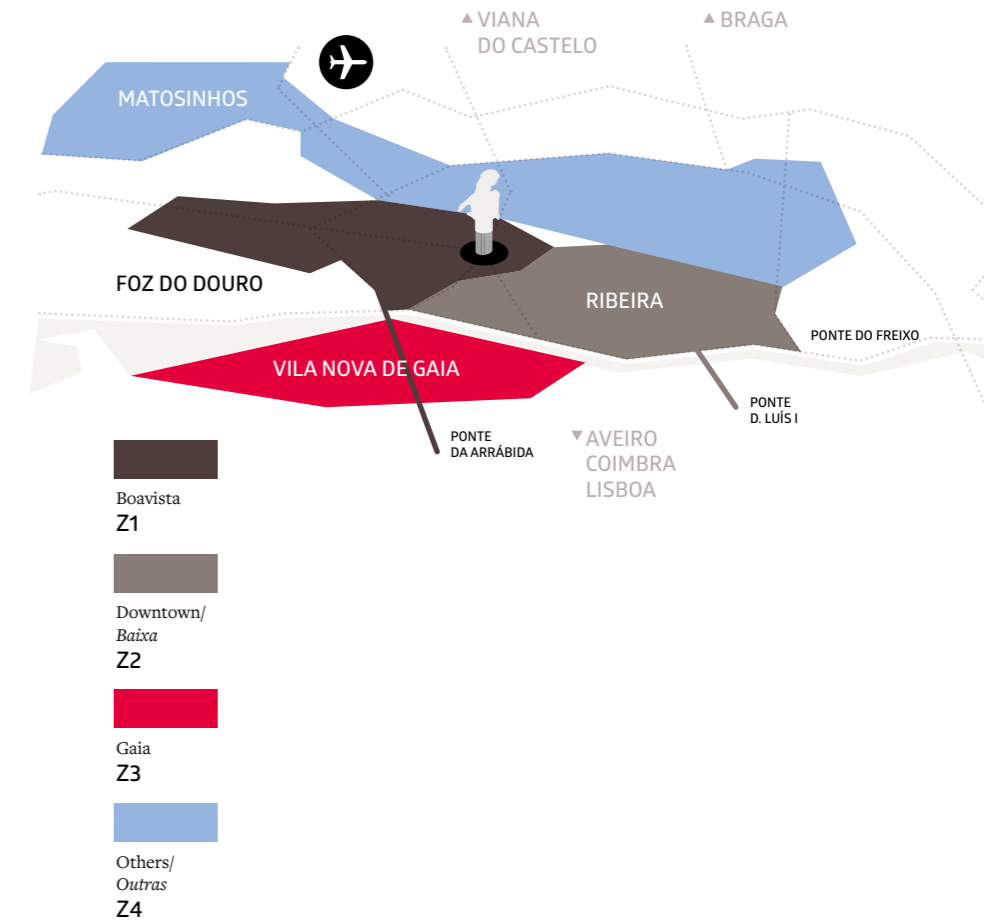 ▲ VIANA
DO CASTELO
▲ BRAGA
MATOSINHOS
FOZ DO DOURO
RIBEIRA
PONTE DO FREIXO
VILA NOVA DE GAIA
PONTE
D. LUÍS I
PONTE
DA ARRÁBIDA
▼ AVEIRO
COIMBRA
LISBOA
Boavista
Z1
Downtown/
Baixa
Z2
Gaia
Z3
Others/
Outras
Z4